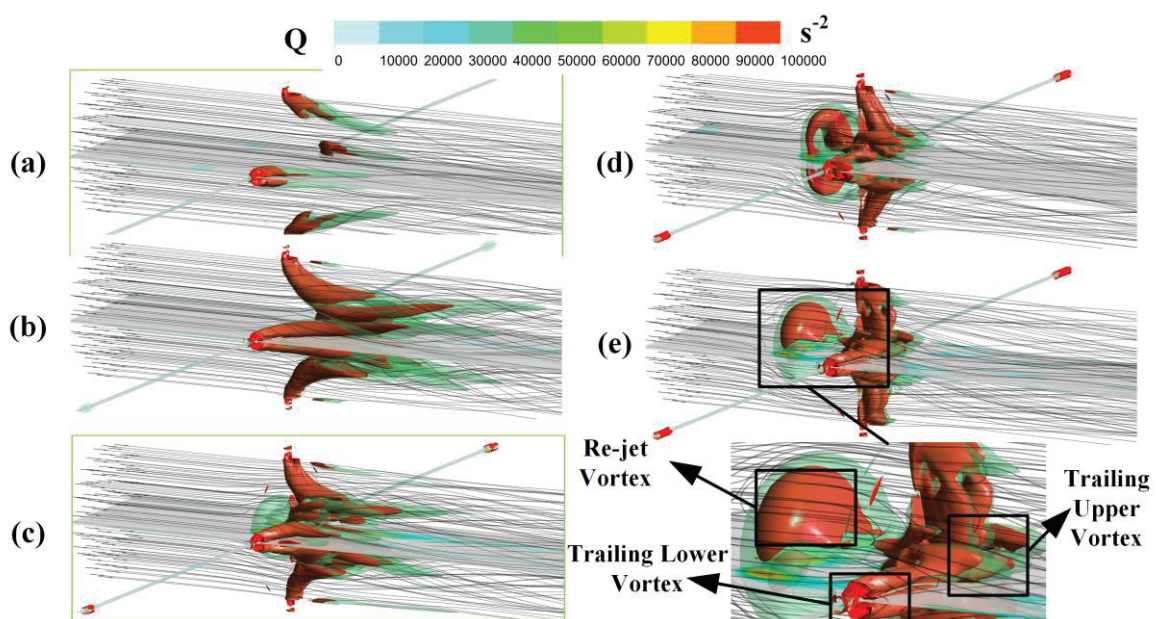 Q
s⁻²
0 10000 20000 30000 40000 50000 60000 70000 80000 90000 100000
(a)
(b)
(c)
(d)
(e)
Re-jet
Vortex
Trailing Lower
Vortex
Trailing
Upper
Vortex